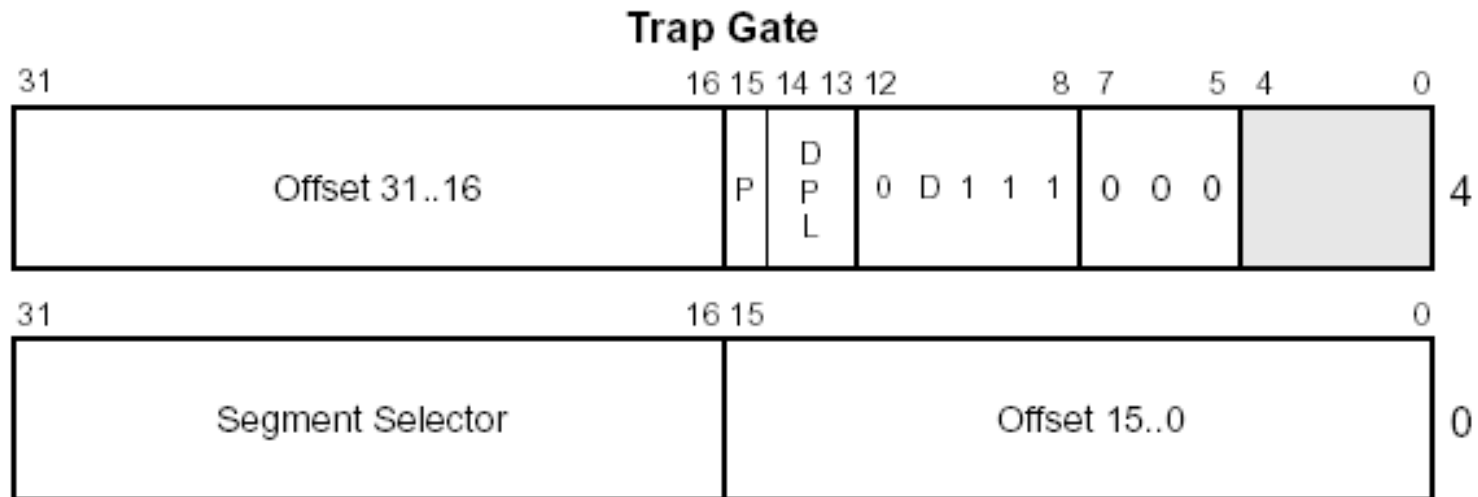 Trap Gate
31 16 15 14 13 12 8 7 5 4 0
Offset 31..16 P DPL 0 D 1 1 1 0 0 0 4
31 16 15 0
Segment Selector Offset 15..0 0